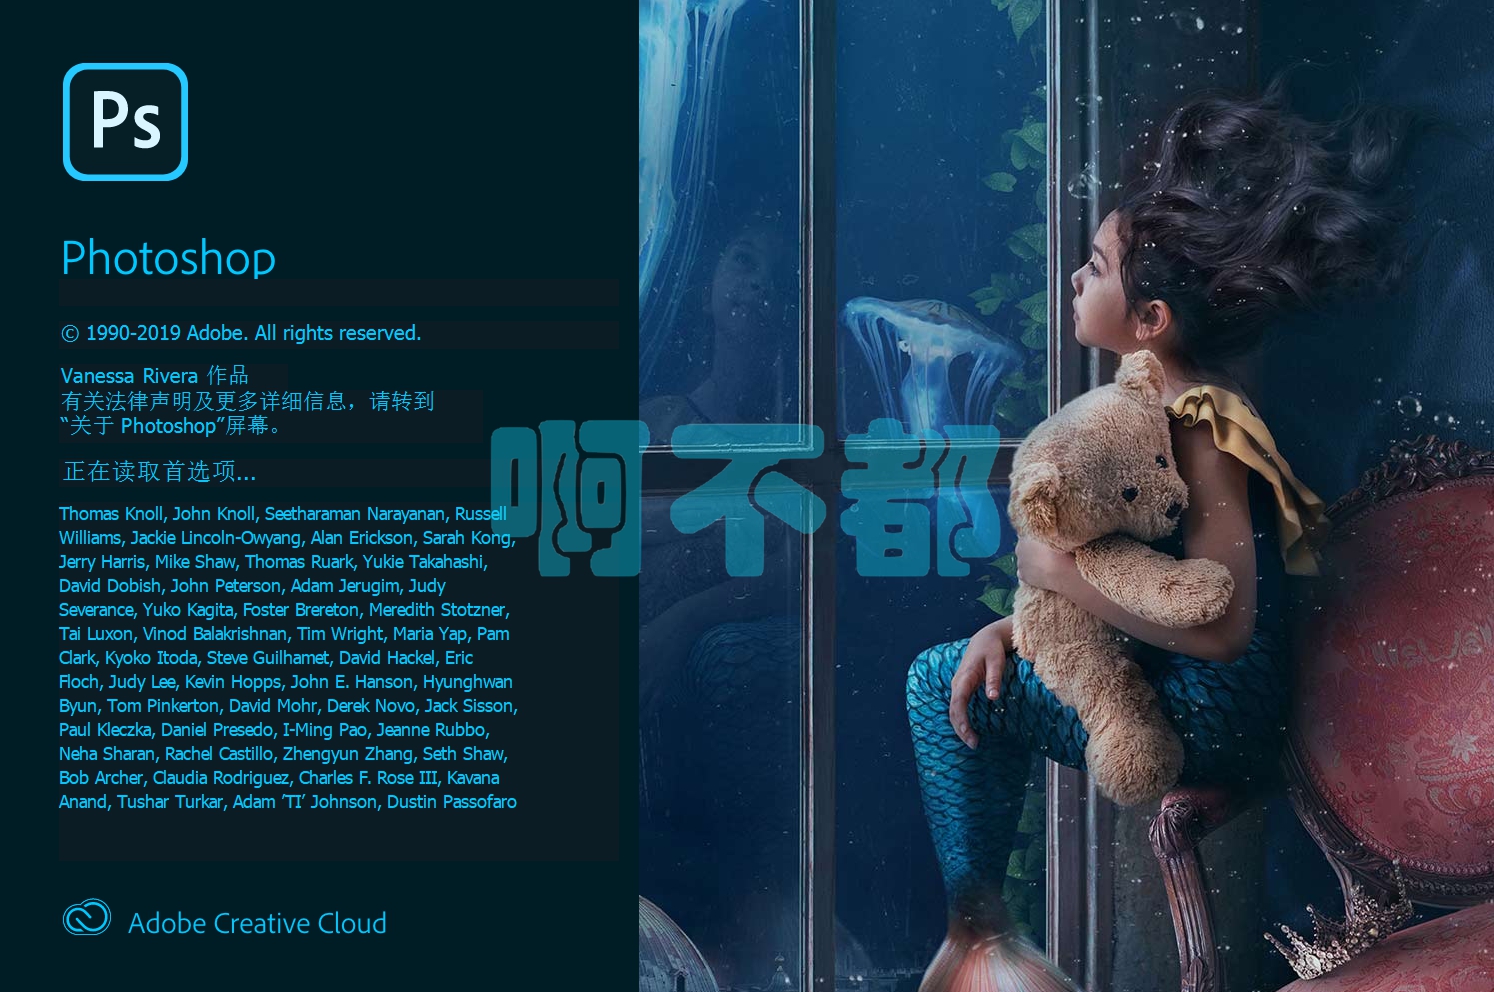 Ps
Photoshop
© 1990-2019 Adobe. All rights reserved.
Vanessa Rivera 作品
有关法律声明及更多详细信息，请转到
“关于 Photoshop”屏幕。
正在读取首选项...
Thomas Knoll, John Knoll, Seetharaman Narayanan, Russell
Williams, Jackie Lincoln-Owyang, Alan Erickson, Sarah Kong,
Jerry Harris, Mike Shaw, Thomas Ruark, Yukie Takahashi,
David Dobish, John Peterson, Adam Jerugim, Judy
Severance, Yuko Kagita, Foster Brereton, Meredith Stotzner,
Tai Luxon, Vinod Balakrishnan, Tim Wright, Maria Yap, Pam
Clark, Kyoko Itoda, Steve Guilhamet, David Hackel, Eric
Floch, Judy Lee, Kevin Hopps, John E. Hanson, Hyunghwan
Byun, Tom Pinkerton, David Mohr, Derek Novo, Jack Sisson,
Paul Kleczka, Daniel Presedo, I-Ming Pao, Jeanne Rubbo,
Neha Sharan, Rachel Castillo, Zhengyun Zhang, Seth Shaw,
Bob Archer, Claudia Rodriguez, Charles F. Rose III, Kavana
Anand, Tushar Turkar, Adam ’TI’ Johnson, Dustin Passofaro
Adobe Creative Cloud
啊不都